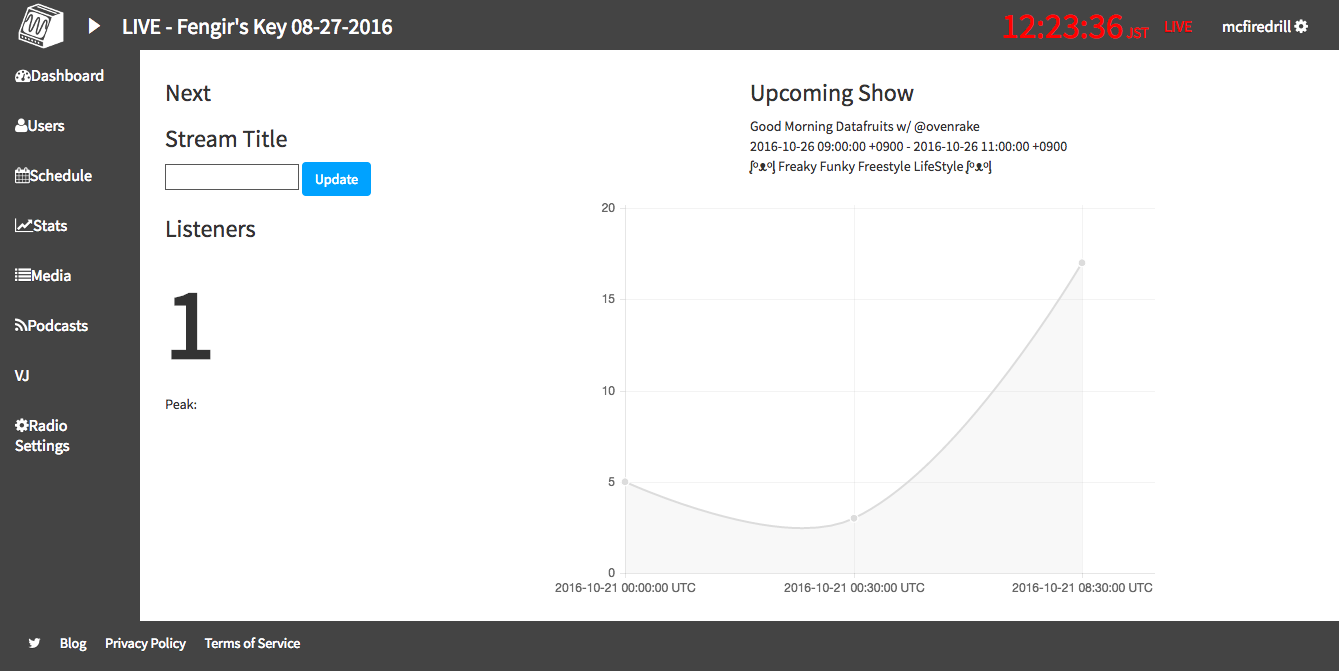 LIVE - Fengir's Key 08-27-2016
12:23:36 JST LIVE mcfiredrill
Dashboard
Users
Schedule
Stats
Media
Podcasts
VJ
Radio
Settings
Next
Stream Title
Update
Listeners
1
Peak:
Upcoming Show
Good Morning Datafruits w/ @ovenrake
2016-10-26 09:00:00 +0900 - 2016-10-26 11:00:00 +0900
ᶘᵒᴥᵒᶅ Freaky Funky Freestyle LifeStyle ᶘᵒᴥᵒᶅ
20
15
10
5
0
2016-10-21 00:00:00 UTC
2016-10-21 00:30:00 UTC
2016-10-21 08:30:00 UTC
Blog Privacy Policy Terms of Service